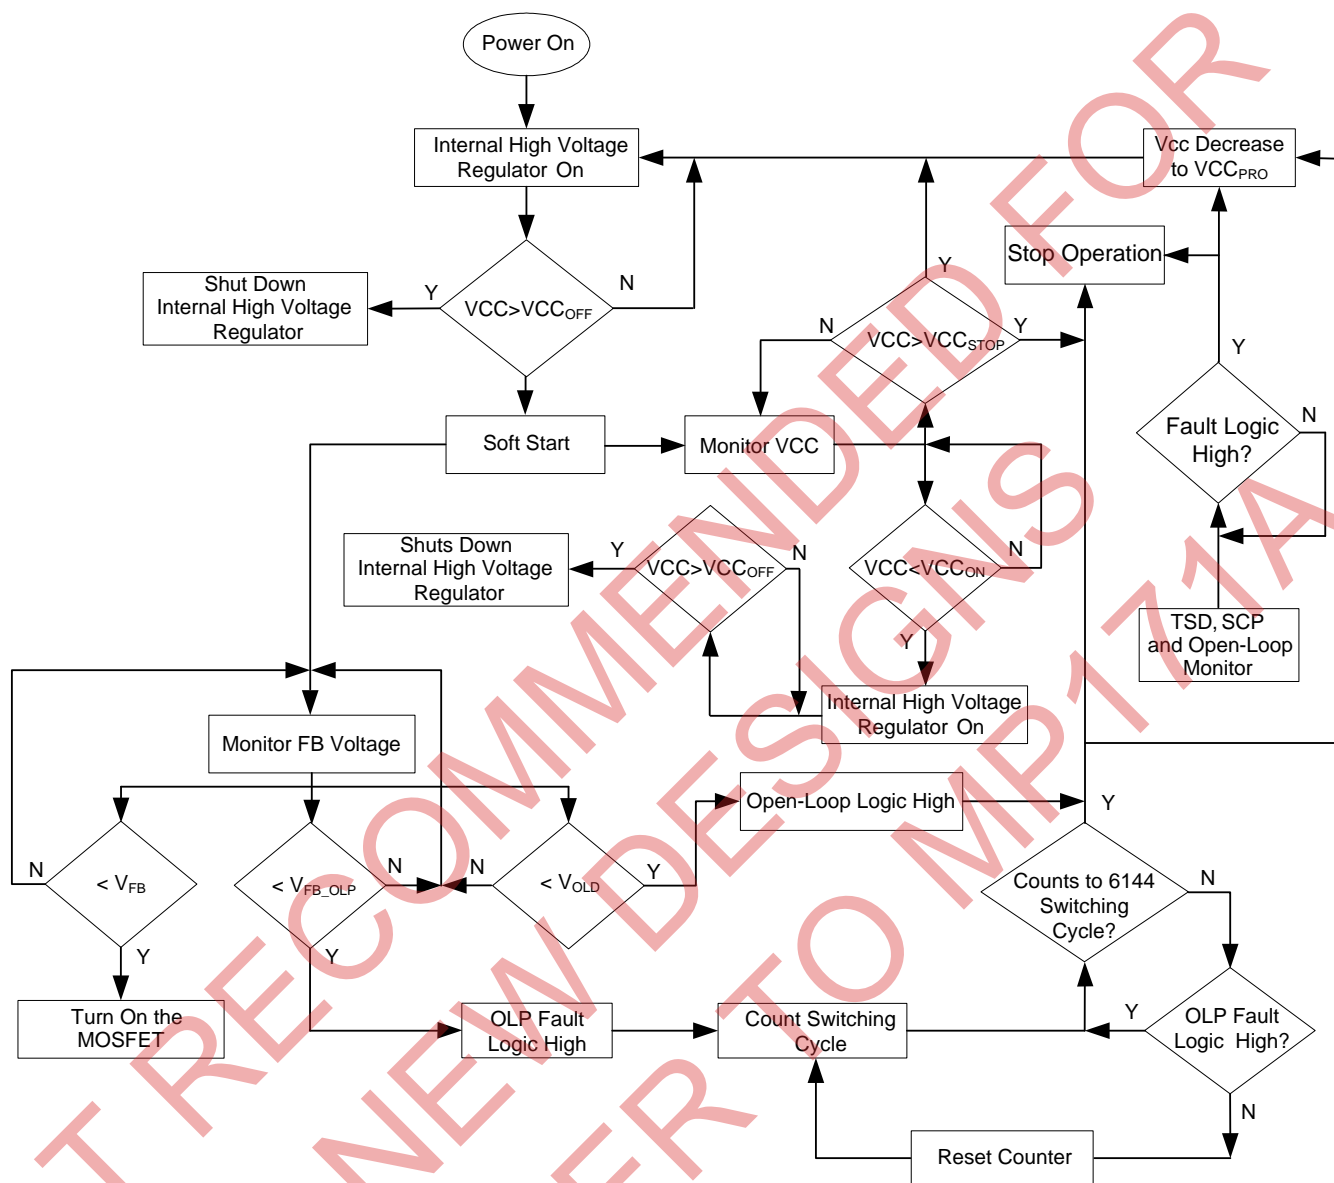 Power On
Internal High Voltage
Regulator On
Vcc Decrease
to VCCPRO
Stop Operation
Shut Down
Internal High Voltage
Regulator
Y
VCC>VCCOFF
N
Y
N
VCC>VCCSTOP
Y
Y
Soft Start
Monitor VCC
Fault Logic
High?
N
Shuts Down
Internal High Voltage
Regulator
Y
VCC>VCCOFF
N
VCC<VCCON
N
Y
TSD, SCP
and Open-Loop
Monitor
Internal High Voltage
Regulator On
Monitor FB Voltage
Open-Loop Logic High
Y
N
< VFB
Y
< VFB_OLP
N
Y
N
< VOLD
Y
Counts to 6144
Switching
Cycle?
N
Turn On the
MOSFET
OLP Fault
Logic High
Count Switching
Cycle
Y
OLP Fault
Logic High?
N
Reset Counter
T RECOMMENDED FOR
NEW DESIGNS
ER TO MP171A